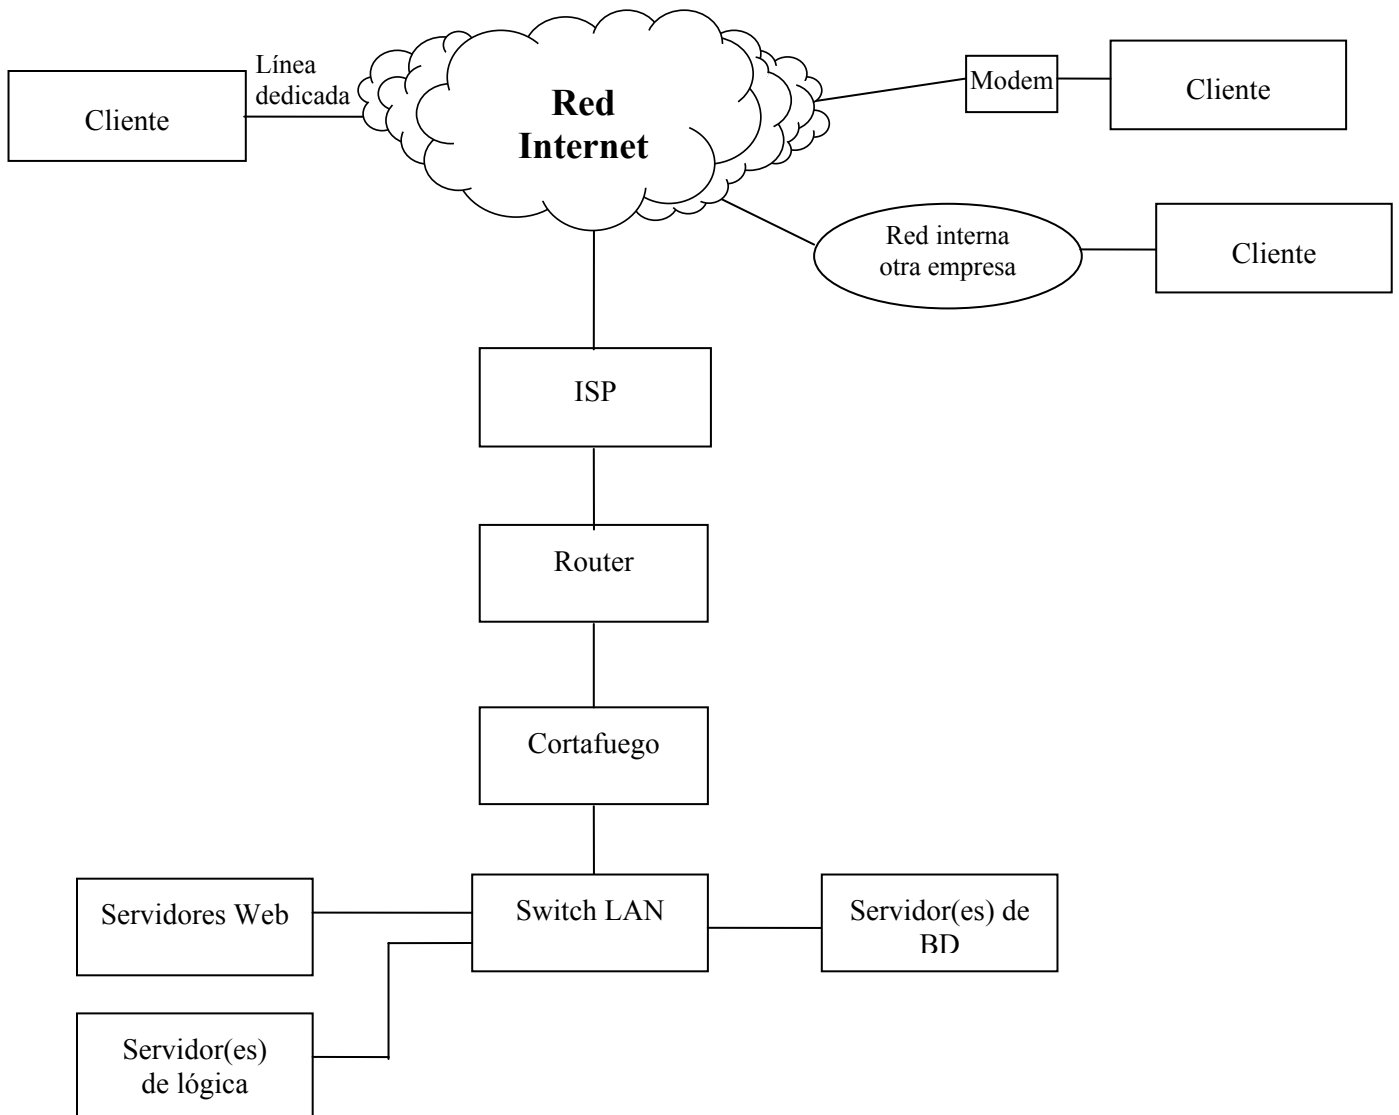 Línea
dedicada
Cliente
Red
Internet
Modem
Cliente
Red interna
otra empresa
Cliente
ISP
Router
Cortafuego
Servidores Web
Switch LAN
Servidor(es) de
BD
Servidor(es)
de lógica